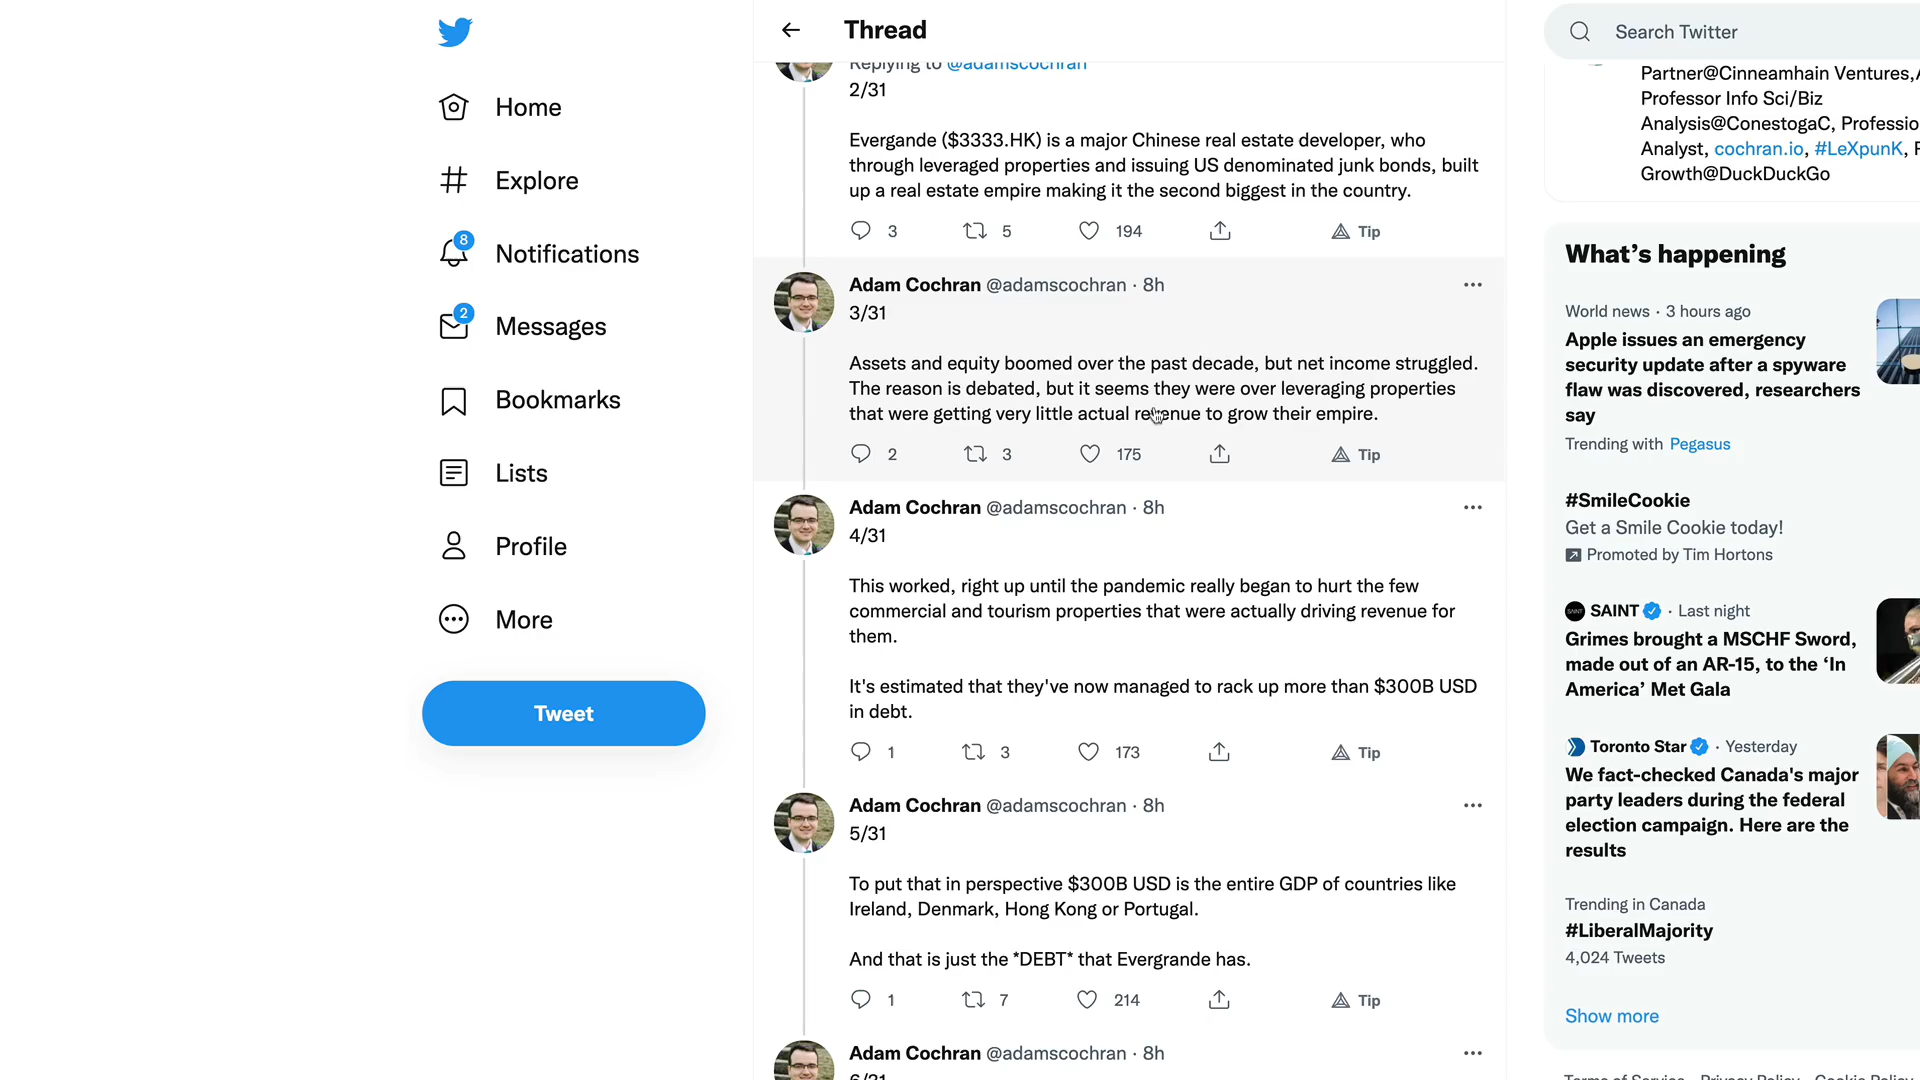 Home
Explore
8
Notifications
2
Messages
Bookmarks
Lists
Profile
More
Tweet
Thread
Replying to @adamscochran
2/31
Evergande ($3333.HK) is a major Chinese real estate developer, who
through leveraged properties and issuing US denominated junk bonds, built
up a real estate empire making it the second biggest in the country.
3 5 194 Tip
Adam Cochran @adamscochran · 8h
3/31
Assets and equity boomed over the past decade, but net income struggled.
The reason is debated, but it seems they were over leveraging properties
that were getting very little actual revenue to grow their empire.
2 3 175 Tip
Adam Cochran @adamscochran · 8h
4/31
This worked, right up until the pandemic really began to hurt the few
commercial and tourism properties that were actually driving revenue for
them.
It's estimated that they've now managed to rack up more than $300B USD
in debt.
1 3 173 Tip
Adam Cochran @adamscochran · 8h
5/31
To put that in perspective $300B USD is the entire GDP of countries like
Ireland, Denmark, Hong Kong or Portugal.
And that is just the *DEBT* that Evergrande has.
1 7 214 Tip
Adam Cochran @adamscochran · 8h
6/31
Search Twitter
Partner@Cinneamhain Ventures,
Professor Info Sci/Biz
Analysis@ConestogaC, Professio
Analyst, cochran.io, #LeXpunK,
Growth@DuckDuckGo
What's happening
World news · 3 hours ago
Apple issues an emergency
security update after a spyware
flaw was discovered, researchers
say
Trending with Pegasus
#SmileCookie
Get a Smile Cookie today!
Promoted by Tim Hortons
SAINT · Last night
Grimes brought a MSCHF Sword,
made out of an AR-15, to the ‘In
America’ Met Gala
Toronto Star · Yesterday
We fact-checked Canada's major
party leaders during the federal
election campaign. Here are the
results
Trending in Canada
#LiberalMajority
4,024 Tweets
Show more
Terms of Service Privacy Policy Cookie Policy